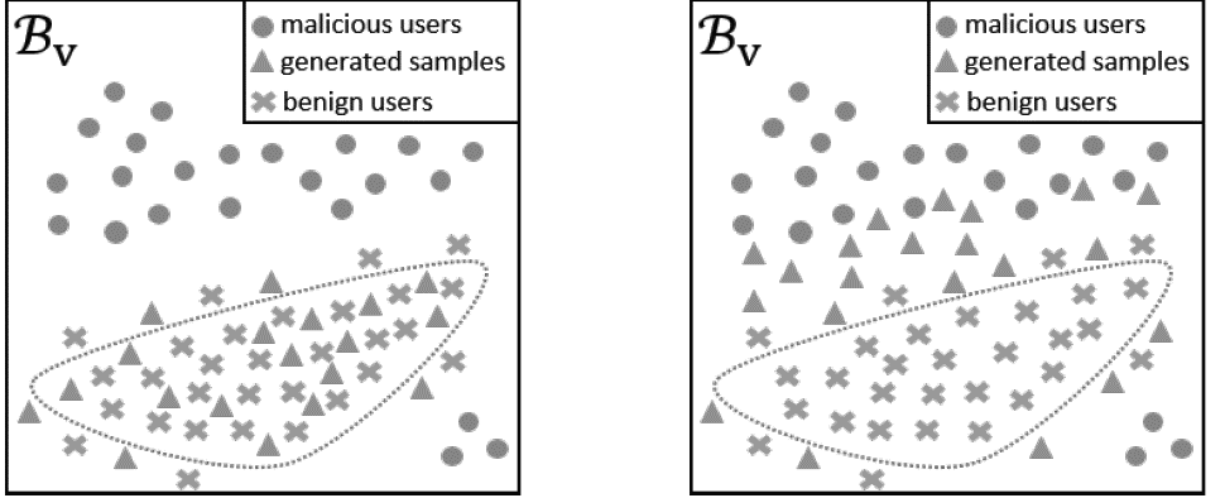 𝓑v
malicious users
generated samples
benign users
𝓑v
malicious users
generated samples
benign users